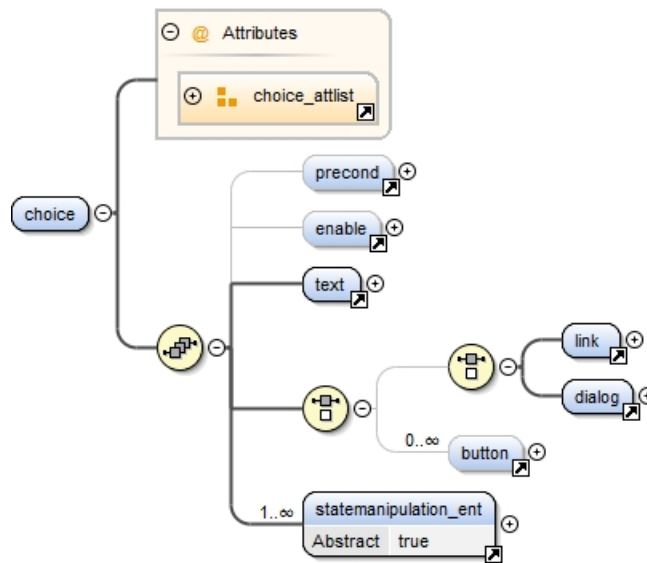 @ Attributes
choice_attlist
precond
choice
enable
text
link
dialog
0..∞
button
1..∞
statemanipulation_ent
Abstract true